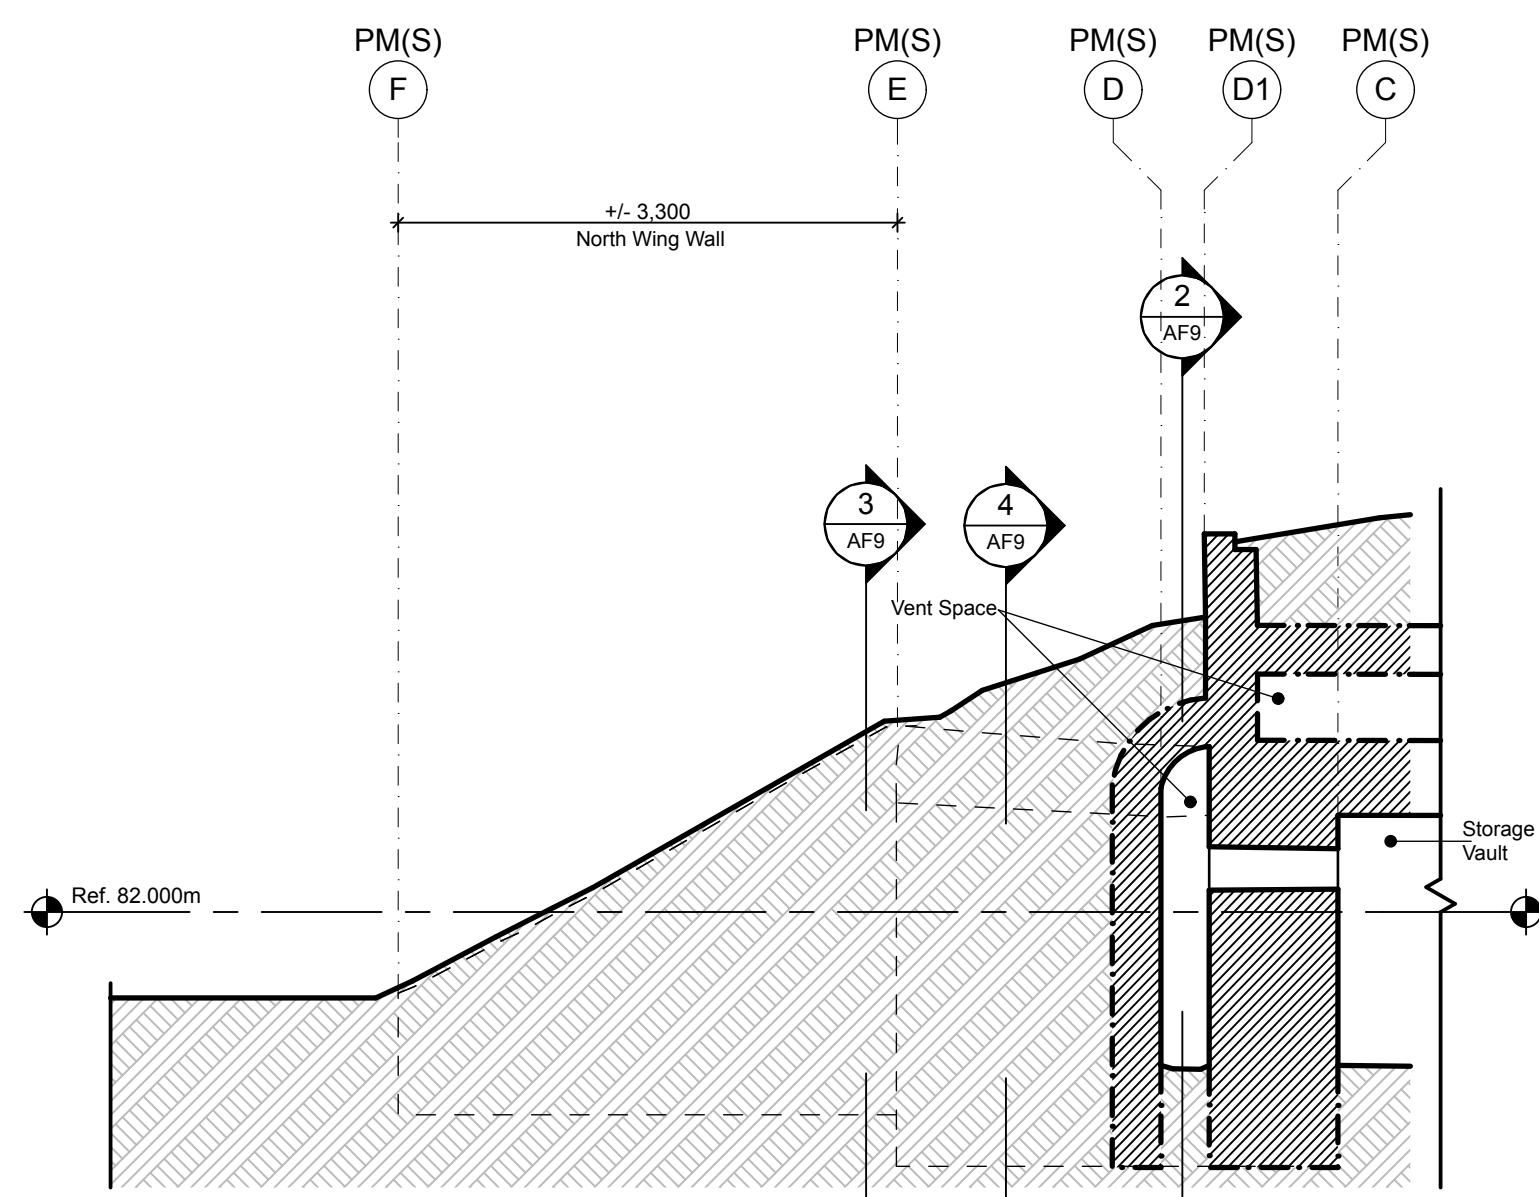 PM(S) PM(S) PM(S) PM(S) PM(S)
F E D D1 C
+/- 3,300
North Wing Wall
2
AF9
3
AF9
4
AF9
Vent Space
Storage
Vault
Ref. 82.000m